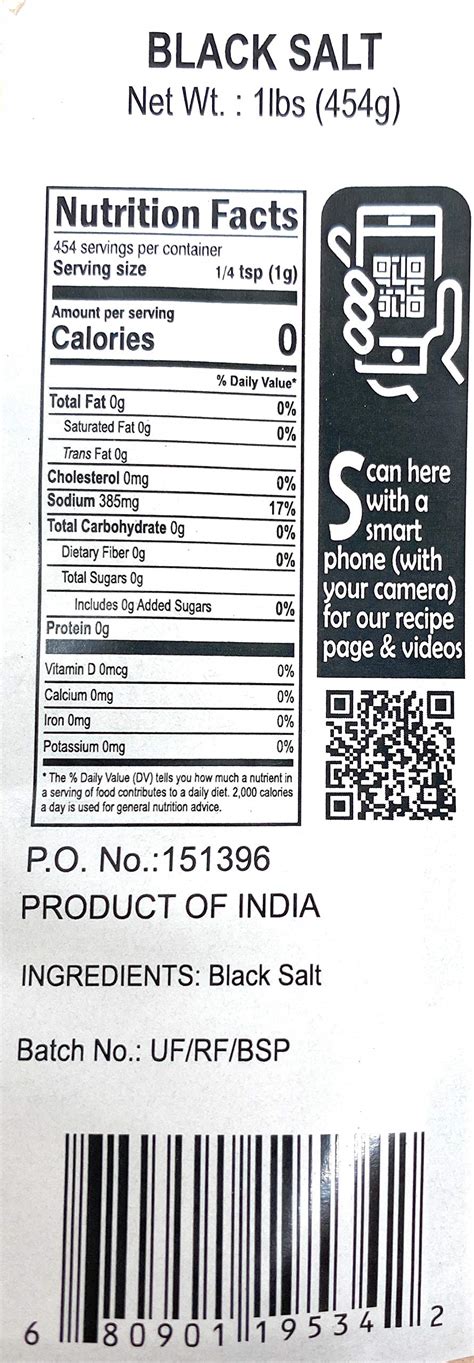 BLACK SALT
Net Wt. : 1lbs (454g)
Nutrition Facts
454 servings per container
Serving size 1/4 tsp (1g)
Amount per serving
Calories 0
% Daily Value*
Total Fat 0g 0%
Saturated Fat 0g 0%
Trans Fat 0g
Cholesterol 0mg 0%
Sodium 385mg 17%
Total Carbohydrate 0g 0%
Dietary Fiber 0g 0%
Total Sugars 0g
Includes 0g Added Sugars 0%
Protein 0g
Vitamin D 0mcg 0%
Calcium 0mg 0%
Iron 0mg 0%
Potassium 0mg 0%
* The % Daily Value (DV) tells you how much a nutrient in
a serving of food contributes to a daily diet. 2,000 calories
a day is used for general nutrition advice.
Scan here
with a
smart
phone (with
your camera)
for our recipe
page & videos
P.O. No.:151396
PRODUCT OF INDIA
INGREDIENTS: Black Salt
Batch No.: UF/RF/BSP
6 80901 19534 2